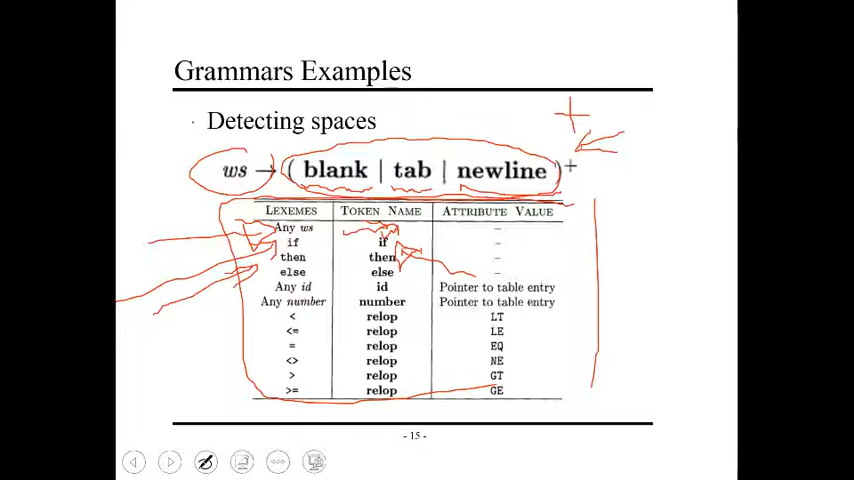 Grammars Examples
· Detecting spaces
ws → ( blank | tab | newline )+
LEXEMES TOKEN NAME ATTRIBUTE VALUE
Any ws – –
if if –
then then –
else else –
Any id id Pointer to table entry
Any number number Pointer to table entry
< relop LT
<= relop LE
= relop EQ
<> relop NE
> relop GT
>= relop GE
- 15 -